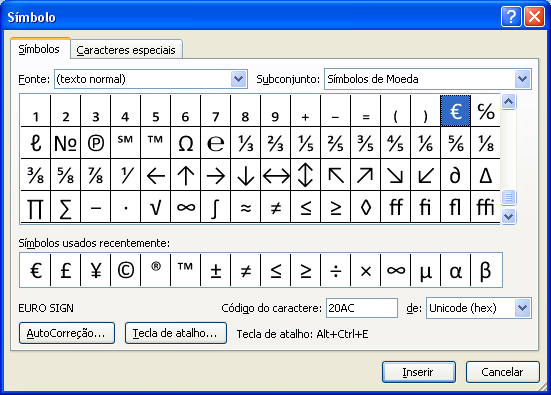 Símbolo
Símbolos Caracteres especiais
Fonte: (texto normal) Subconjunto: Símbolos de Moeda
1 2 3 4 5 6 7 8 9 + − = ( ) € ℅
ℓ № ℗ ℠ ™ Ω ℮ ⅓ ⅔ ⅕ ⅖ ⅗ ⅘ ⅙ ⅚ ⅛
⅜ ⅝ ⅞ ⅟ ← ↑ → ↓ ↔ ↕ ↖ ↗ ↘ ↙ ∂ ∆
∏ ∑ − ∙ √ ∞ ∫ ≈ ≠ ≤ ≥ ◊ ff fi fl ffi
Símbolos usados recentemente:
€ £ ¥ © ® ™ ± ≠ ≤ ≥ ÷ × ∞ µ α β
EURO SIGN Código do caractere: 20AC de: Unicode (hex)
AutoCorreção... Tecla de atalho... Tecla de atalho: Alt+Ctrl+E
Inserir Cancelar